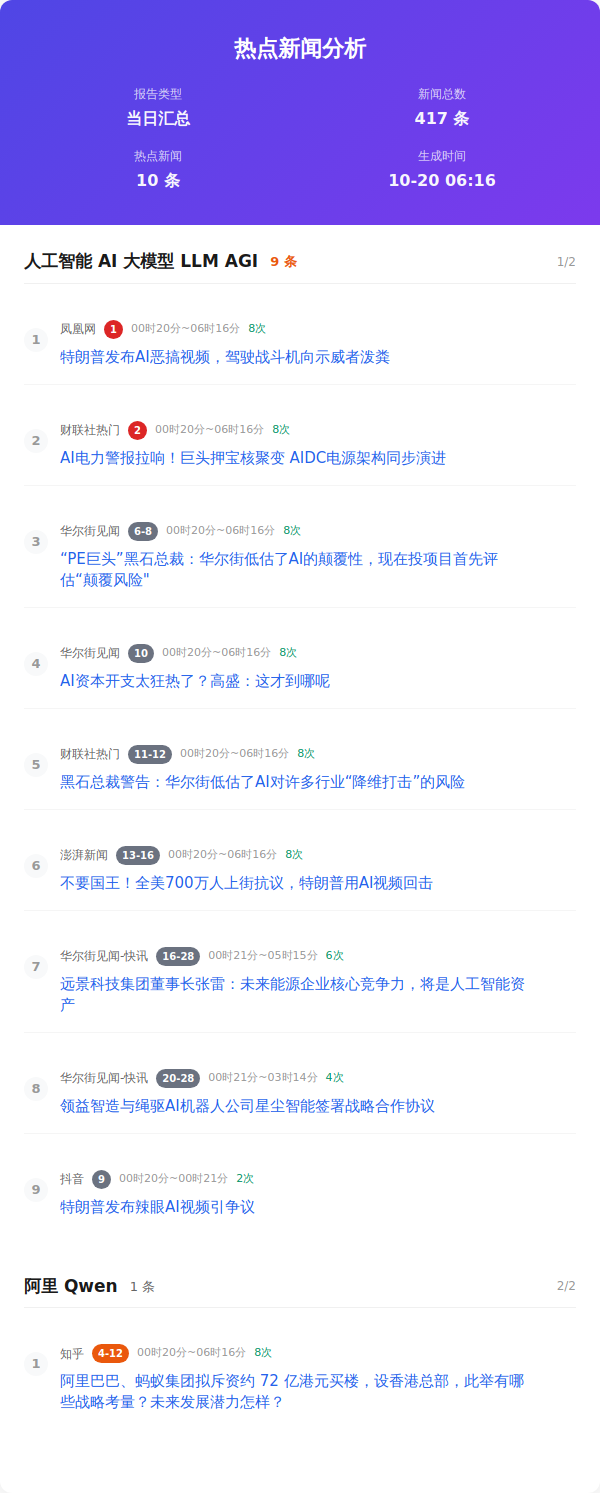 热点新闻分析
报告类型
新闻总数
当日汇总
417 条
热点新闻
生成时间
10 条
10-20 06:16
人工智能 AI 大模型 LLM AGI 9 条 1/2
1
凤凰网 1 00时20分~06时16分 8次
特朗普发布AI恶搞视频，驾驶战斗机向示威者泼粪
2
财联社热门 2 00时20分~06时16分 8次
AI电力警报拉响！巨头押宝核聚变 AIDC电源架构同步演进
3
华尔街见闻 6-8 00时20分~06时16分 8次
“PE巨头”黑石总裁：华尔街低估了AI的颠覆性，现在投项目首先评
估“颠覆风险"
4
华尔街见闻 10 00时20分~06时16分 8次
AI资本开支太狂热了？高盛：这才到哪呢
5
财联社热门 11-12 00时20分~06时16分 8次
黑石总裁警告：华尔街低估了AI对许多行业“降维打击”的风险
6
澎湃新闻 13-16 00时20分~06时16分 8次
不要国王！全美700万人上街抗议，特朗普用AI视频回击
7
华尔街见闻-快讯 16-28 00时21分~05时15分 6次
远景科技集团董事长张雷：未来能源企业核心竞争力，将是人工智能资
产
8
华尔街见闻-快讯 20-28 00时21分~03时14分 4次
领益智造与绳驱AI机器人公司星尘智能签署战略合作协议
9
抖音 9 00时20分~00时21分 2次
特朗普发布辣眼AI视频引争议
阿里 Qwen 1 条 2/2
1
知乎 4-12 00时20分~06时16分 8次
阿里巴巴、蚂蚁集团拟斥资约 72 亿港元买楼，设香港总部，此举有哪
些战略考量？未来发展潜力怎样？